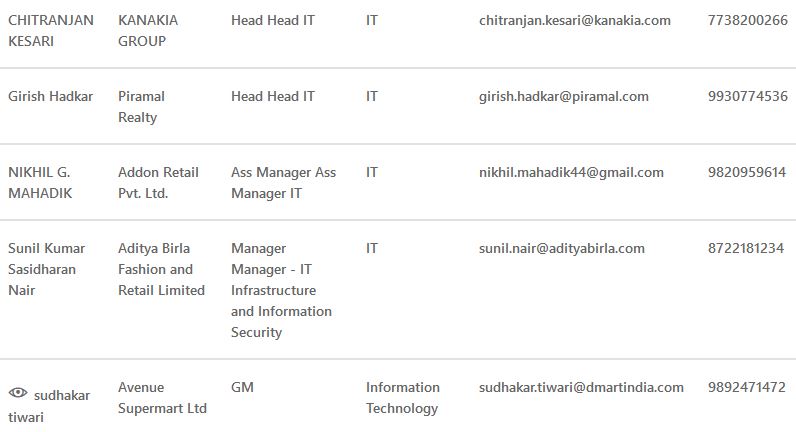 CHITRANJAN KANAKIA Head Head IT IT chitranjan.kesari@kanakia.com 7738200266
KESARI GROUP
Girish Hadkar Piramal Head Head IT IT girish.hadkar@piramal.com 9930774536
Realty
NIKHIL G. Addon Retail Ass Manager Ass IT nikhil.mahadik44@gmail.com 9820959614
MAHADIK Pvt. Ltd. Manager IT
Sunil Kumar Aditya Birla Manager IT sunil.nair@adityabirla.com 8722181234
Sasidharan Fashion and Manager - IT
Nair Retail Limited Infrastructure
and Information
Security
sudhakar Avenue GM Information sudhakar.tiwari@dmartindia.com 9892471472
tiwari Supermart Ltd Technology